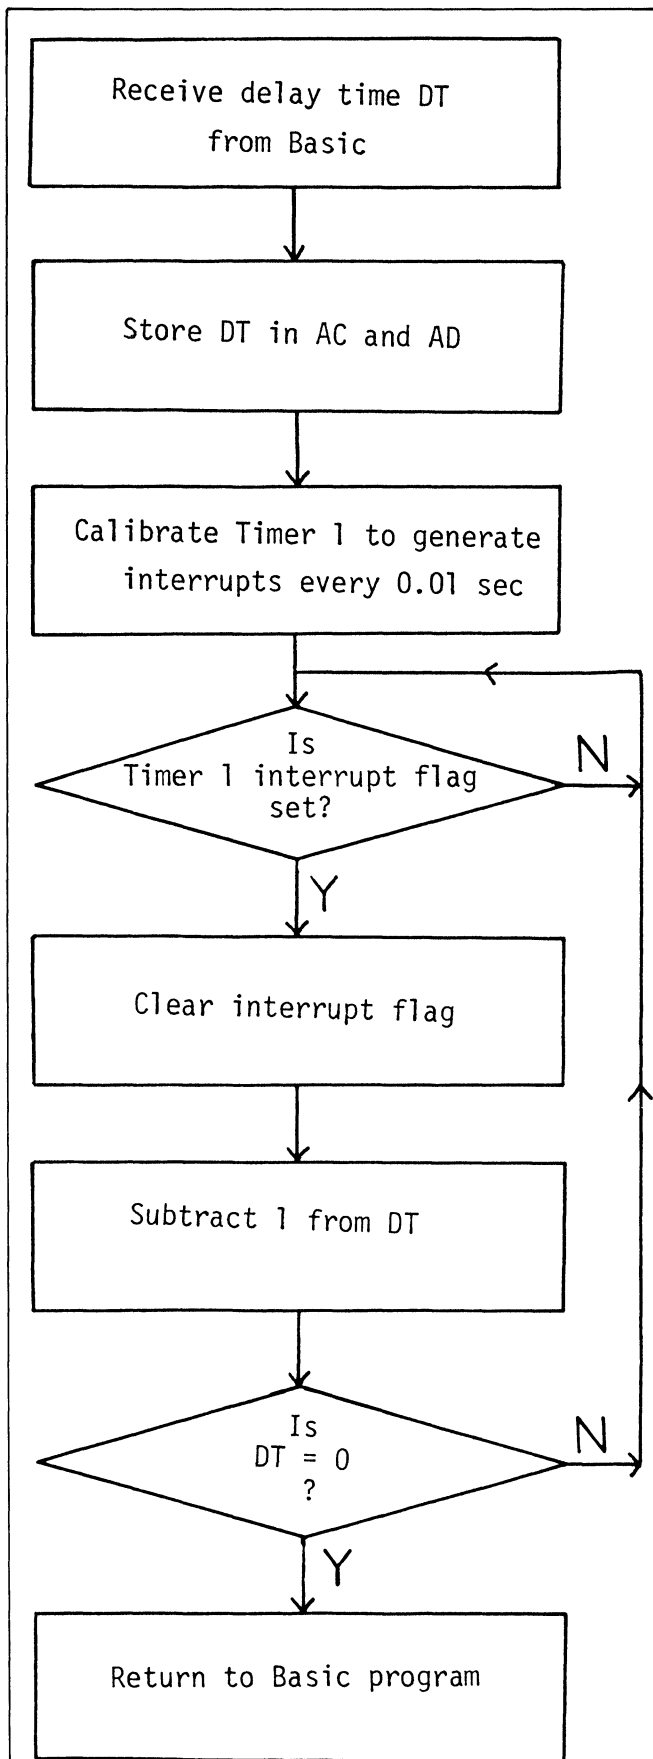 Receive delay time DT
from Basic
Store DT in AC and AD
Calibrate Timer 1 to generate
interrupts every 0.01 sec
Is
Timer 1 interrupt flag
set?
N
Y
Clear interrupt flag
Subtract 1 from DT
Is
DT = 0
?
N
Y
Return to Basic program